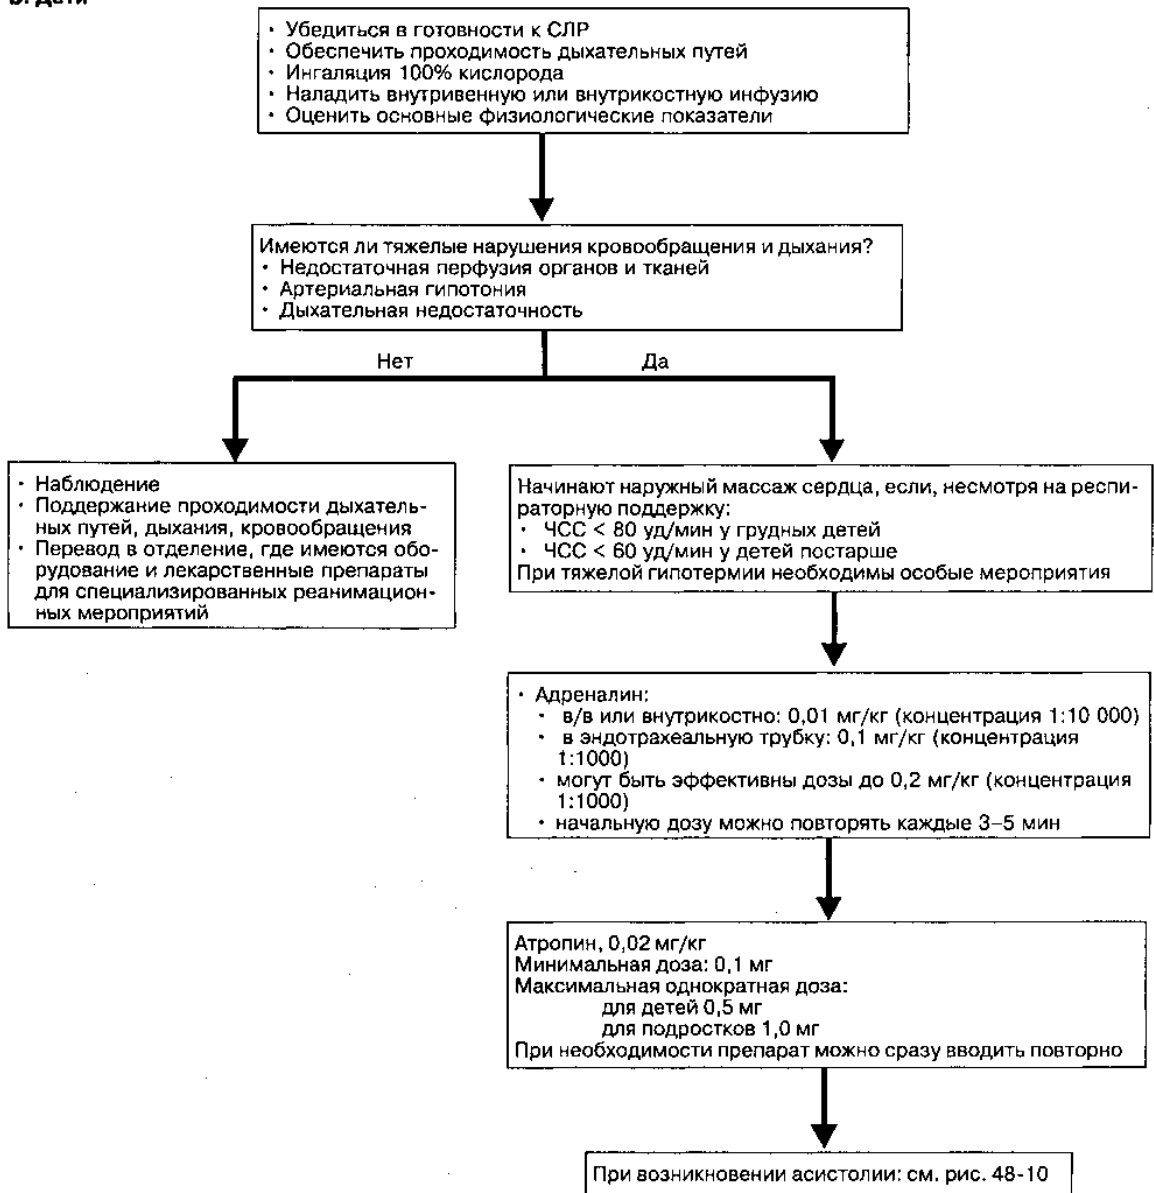 Б. Дети
· Убедиться в готовности к СЛР
· Обеспечить проходимость дыхательных путей
· Ингаляция 100% кислорода
· Наладить внутривенную или внутрикостную инфузию
· Оценить основные физиологические показатели
Имеются ли тяжелые нарушения кровообращения и дыхания?
· Недостаточная перфузия органов и тканей
· Артериальная гипотония
· Дыхательная недостаточность
Нет
Да
· Наблюдение
· Поддержание проходимости дыхатель-
ных путей, дыхания, кровообращения
· Перевод в отделение, где имеются обо-
рудование и лекарственные препараты
для специализированных реанимацион-
ных мероприятий
Начинают наружный массаж сердца, если, несмотря на респи-
раторную поддержку:
· ЧСС < 80 уд/мин у грудных детей
· ЧСС < 60 уд/мин у детей постарше
При тяжелой гипотермии необходимы особые мероприятия
· Адреналин:
· в/в или внутрикостно: 0,01 мг/кг (концентрация 1:10 000)
· в эндотрахеальную трубку: 0,1 мг/кг (концентрация
1:1000)
· могут быть эффективны дозы до 0,2 мг/кг (концентрация
1:1000)
· начальную дозу можно повторять каждые 3–5 мин
Атропин, 0,02 мг/кг
Минимальная доза: 0,1 мг
Максимальная однократная доза:
для детей 0,5 мг
для подростков 1,0 мг
При необходимости препарат можно сразу вводить повторно
При возникновении асистолии: см. рис. 48-10